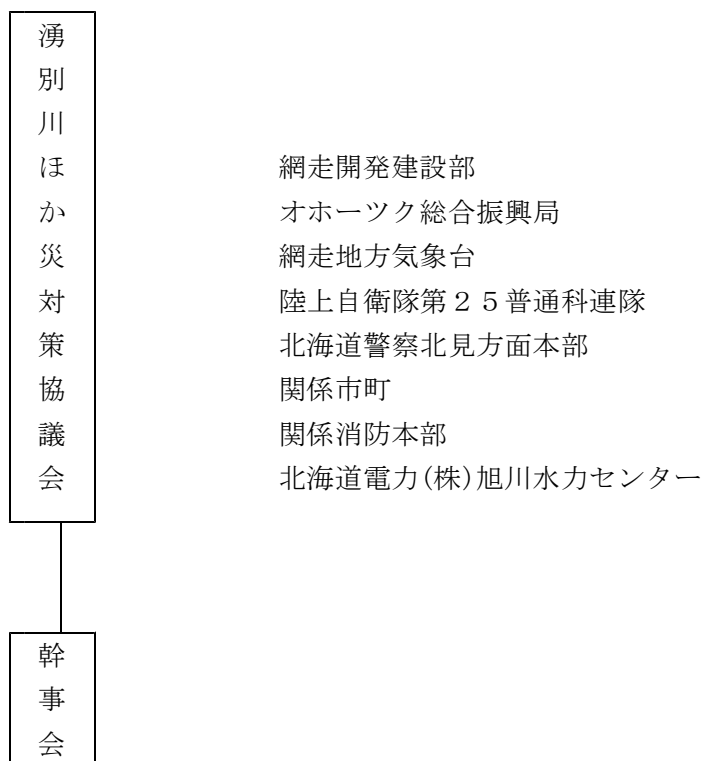 湧別川ほか災対策協議会
網走開発建設部
オホーツク総合振興局
網走地方気象台
陸上自衛隊第２５普通科連隊
北海道警察北見方面本部
関係市町
関係消防本部
北海道電力(株)旭川水力センター
幹事会